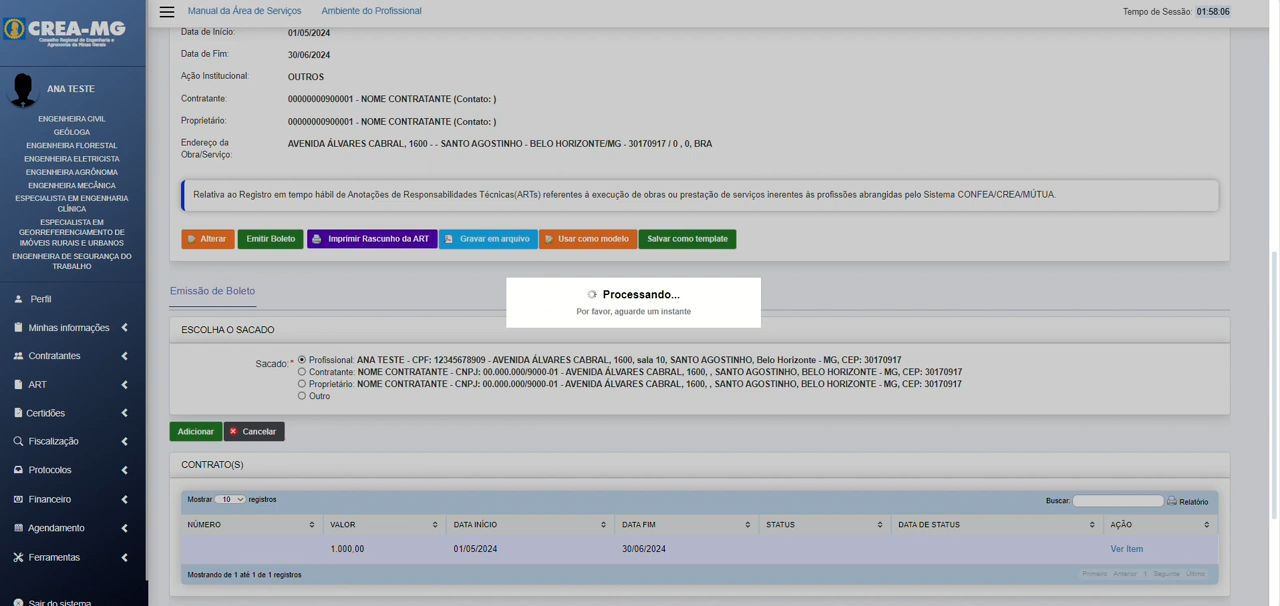 CREA-MG
Conselho Regional de Engenharia e
Agronomia de Minas Gerais
ANA TESTE
ENGENHEIRA CIVIL
GEÓLOGA
ENGENHEIRA FLORESTAL
ENGENHEIRA ELETRICISTA
ENGENHEIRA AGRÔNOMA
ENGENHEIRA MECÂNICA
ESPECIALISTA EM ENGENHARIA
CLÍNICA
ESPECIALISTA EM
GEORREFERENCIAMENTO DE
IMÓVEIS RURAIS E URBANOS
ENGENHEIRA DE SEGURANÇA DO
TRABALHO
Perfil
Minhas informações
Contratantes
ART
Certidões
Fiscalização
Protocolos
Financeiro
Agendamento
Ferramentas
Sair do sistema
Manual da Área de Serviços Ambiente do Profissional Tempo de Sessão: 01:58:06
Data de Início: 01/05/2024
Data de Fim: 30/06/2024
Ação Institucional: OUTROS
Contratante: 00000000900001 - NOME CONTRATANTE (Contato: )
Proprietário: 00000000900001 - NOME CONTRATANTE (Contato: )
Endereço da
Obra/Serviço: AVENIDA ÁLVARES CABRAL, 1600 - - SANTO AGOSTINHO - BELO HORIZONTE/MG - 30170917 / 0 , 0, BRA
Relativa ao Registro em tempo hábil de Anotações de Responsabilidades Técnicas(ARTs) referentes à execução de obras ou prestação de serviços inerentes às profissões abrangidas pelo Sistema CONFEA/CREA/MÚTUA.
Alterar Emitir Boleto Imprimir Rascunho da ART Gravar em arquivo Usar como modelo Salvar como template
Emissão de Boleto
Processando...
Por favor, aguarde um instante
ESCOLHA O SACADO
Sacado: * Profissional: ANA TESTE - CPF: 12345678909 - AVENIDA ÁLVARES CABRAL, 1600, sala 10, SANTO AGOSTINHO, Belo Horizonte - MG, CEP: 30170917
Contratante: NOME CONTRATANTE - CNPJ: 00.000.000/9000-01 - AVENIDA ÁLVARES CABRAL, 1600, , SANTO AGOSTINHO, BELO HORIZONTE - MG, CEP: 30170917
Proprietário: NOME CONTRATANTE - CNPJ: 00.000.000/9000-01 - AVENIDA ÁLVARES CABRAL, 1600, , SANTO AGOSTINHO, BELO HORIZONTE - MG, CEP: 30170917
Outro
Adicionar Cancelar
CONTRATO(S)
Mostrar 10 registros Buscar: Relatório
NÚMERO VALOR DATA INÍCIO DATA FIM STATUS DATA DE STATUS AÇÃO
1.000,00 01/05/2024 30/06/2024 Ver Item
Mostrando de 1 até 1 de 1 registros Primeiro Anterior 1 Seguinte Último